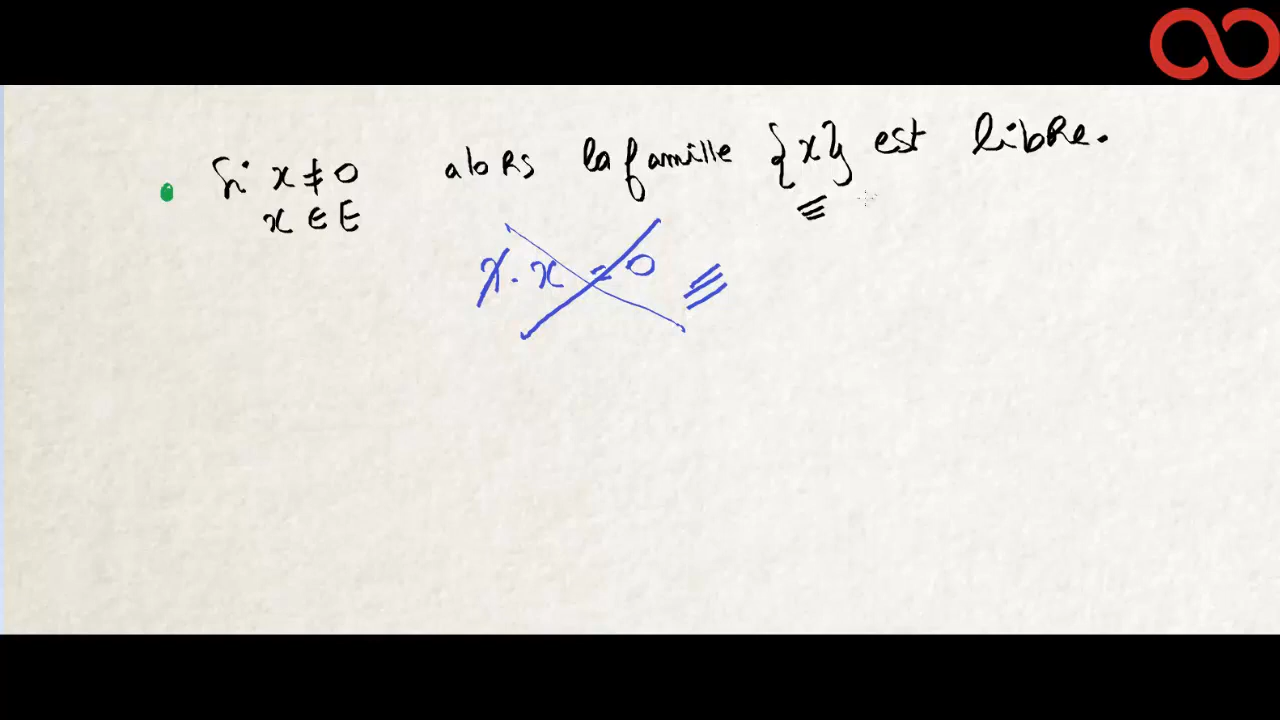 Si x ≠ 0 alors la famille {x} est libre.
x ∈ E
λ. x = 0